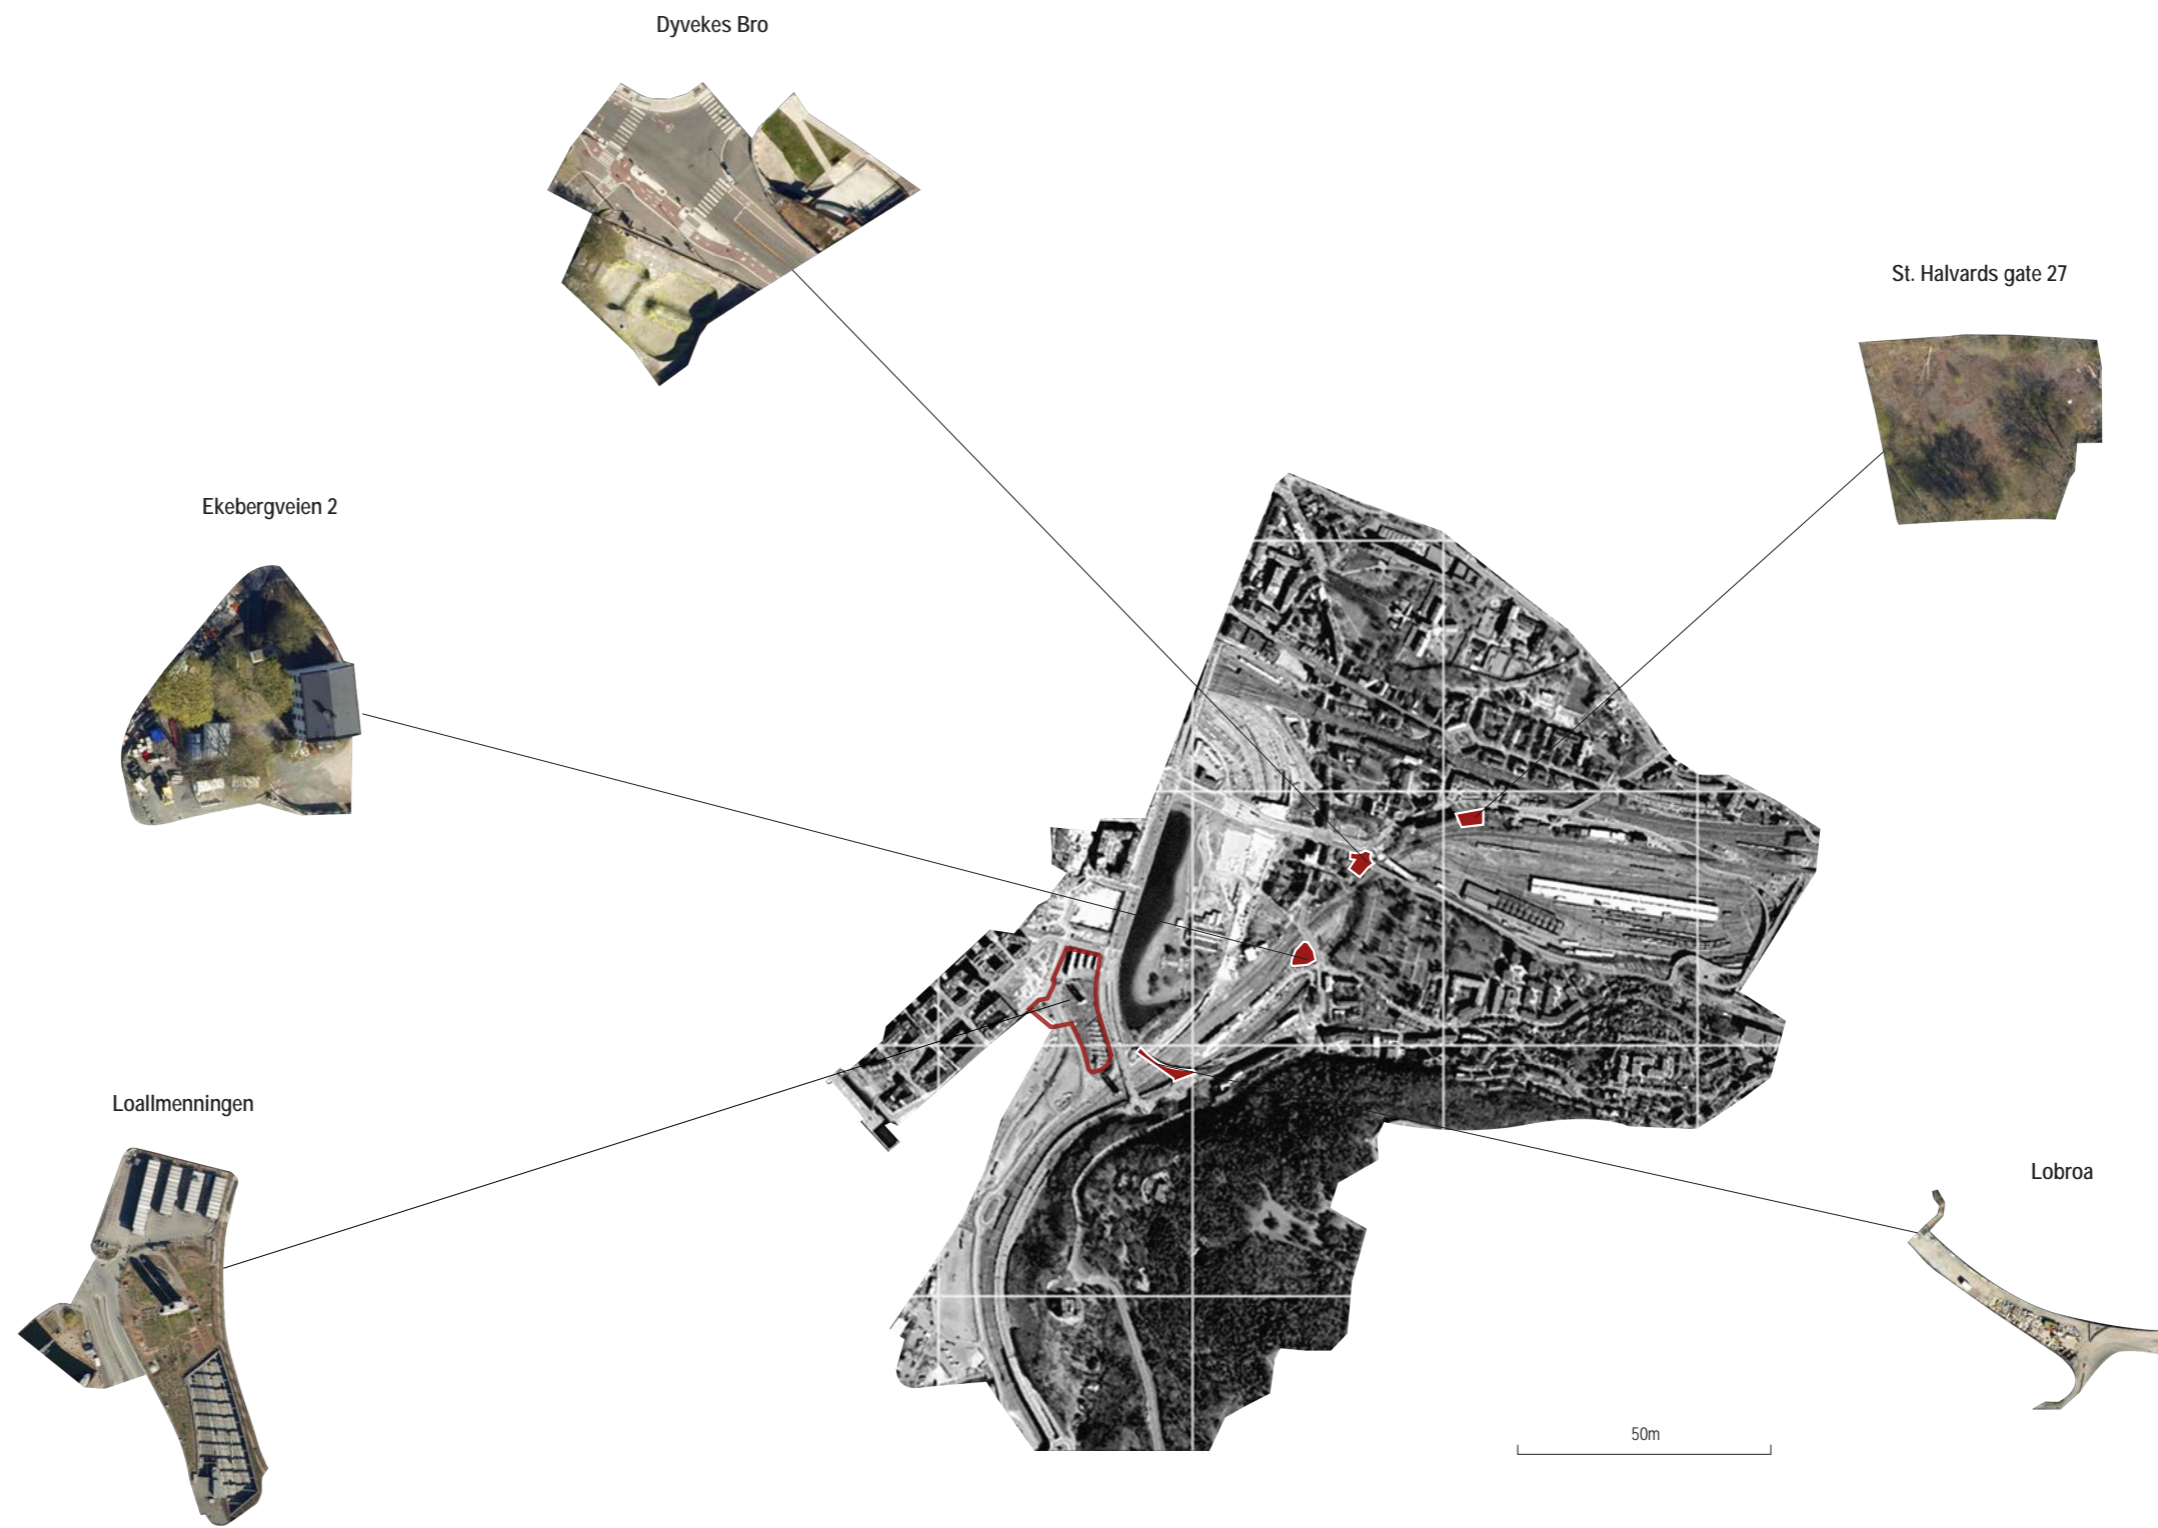 Dyvekes Bro
St. Halvards gate 27
Ekebergveien 2
Loallmenningen
Lobroa
50m